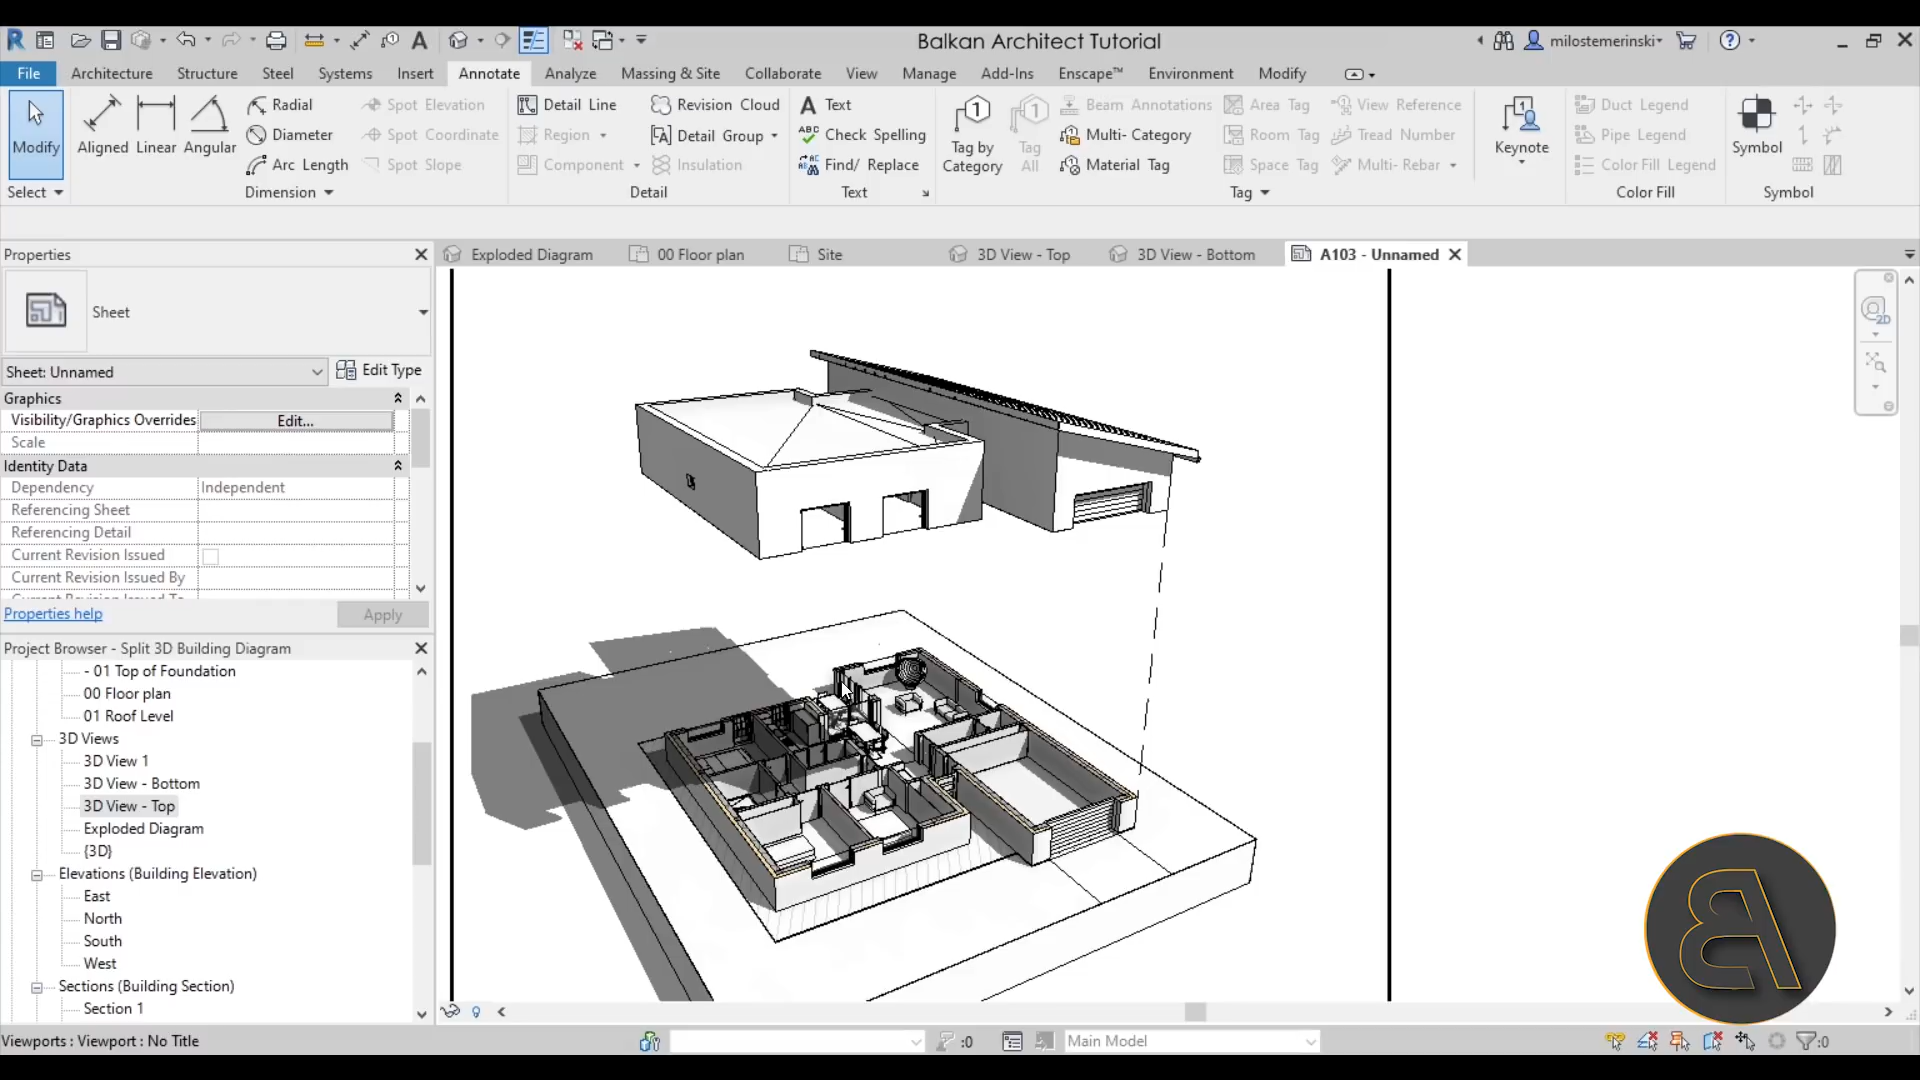 Balkan Architect Tutorial
milostemerinski
File Architecture Structure Steel Systems Insert Annotate Analyze Massing & Site Collaborate View Manage Add-Ins Enscape™ Environment Modify
Modify
Select
Aligned
Linear
Angular
Radial
Diameter
Arc Length
Spot Elevation
Spot Coordinate
Spot Slope
Dimension
Detail Line
Region
Component
Revision Cloud
Detail Group
Insulation
Detail
Text
Check Spelling
Find/ Replace
Text
Tag by
Category
Tag
All
Beam Annotations
Multi- Category
Material Tag
Area Tag
Room Tag
Space Tag
View Reference
Tread Number
Multi- Rebar
Tag
Keynote
Duct Legend
Pipe Legend
Color Fill Legend
Color Fill
Symbol
Symbol
Properties
Sheet
Sheet: Unnamed
Edit Type
Graphics
Visibility/Graphics Overrides Edit...
Scale
Identity Data
Dependency Independent
Referencing Sheet
Referencing Detail
Current Revision Issued
Current Revision Issued By
Properties help Apply
Exploded Diagram 00 Floor plan Site 3D View - Top 3D View - Bottom A103 - Unnamed
2D
Project Browser - Split 3D Building Diagram
- 01 Top of Foundation
00 Floor plan
01 Roof Level
3D Views
3D View 1
3D View - Bottom
3D View - Top
Exploded Diagram
{3D}
Elevations (Building Elevation)
East
North
South
West
Sections (Building Section)
Section 1
Viewports : Viewport : No Title
:0
Main Model
:0